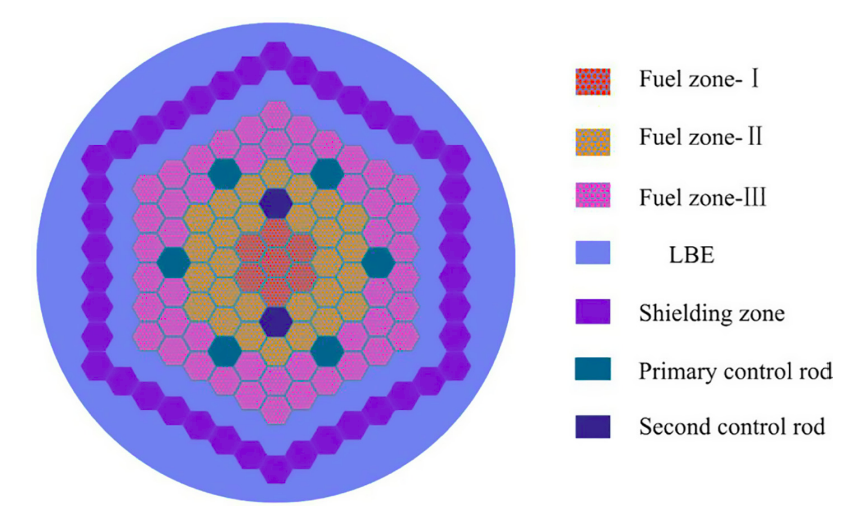 Fuel zone- Ⅰ
Fuel zone-Ⅱ
Fuel zone-Ⅲ
LBE
Shielding zone
Primary control rod
Second control rod